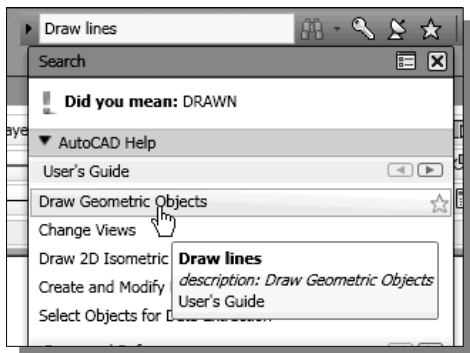 Draw lines
Search
Did you mean: DRAWN
aye
AutoCAD Help
User's Guide
Draw Geometric Objects
Change Views
Draw 2D Isometric
Draw lines
description: Draw Geometric Objects
User's Guide
Create and Modify
Select Objects for Data Extraction